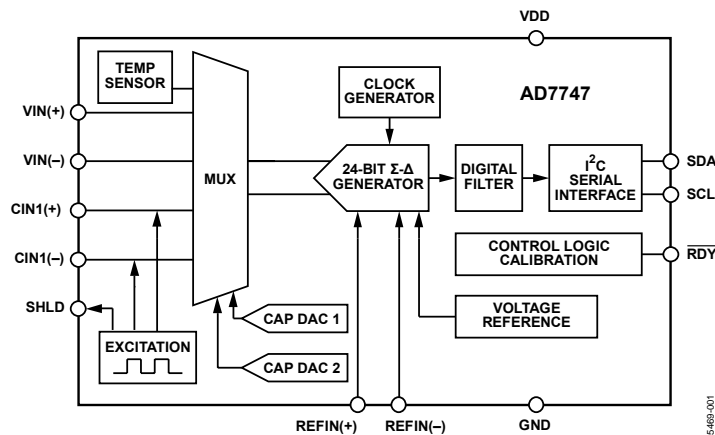 VDD
TEMP
SENSOR
CLOCK
GENERATOR
AD7747
VIN(+)
VIN(–)
MUX
24-BIT Σ-Δ
GENERATOR
DIGITAL
FILTER
I2C
SERIAL
INTERFACE
SDA
SCL
CIN1(+)
CIN1(–)
CONTROL LOGIC
CALIBRATION
RDY
SHLD
EXCITATION
CAP DAC 1
CAP DAC 2
VOLTAGE
REFERENCE
REFIN(+)
REFIN(–)
GND
5469-001